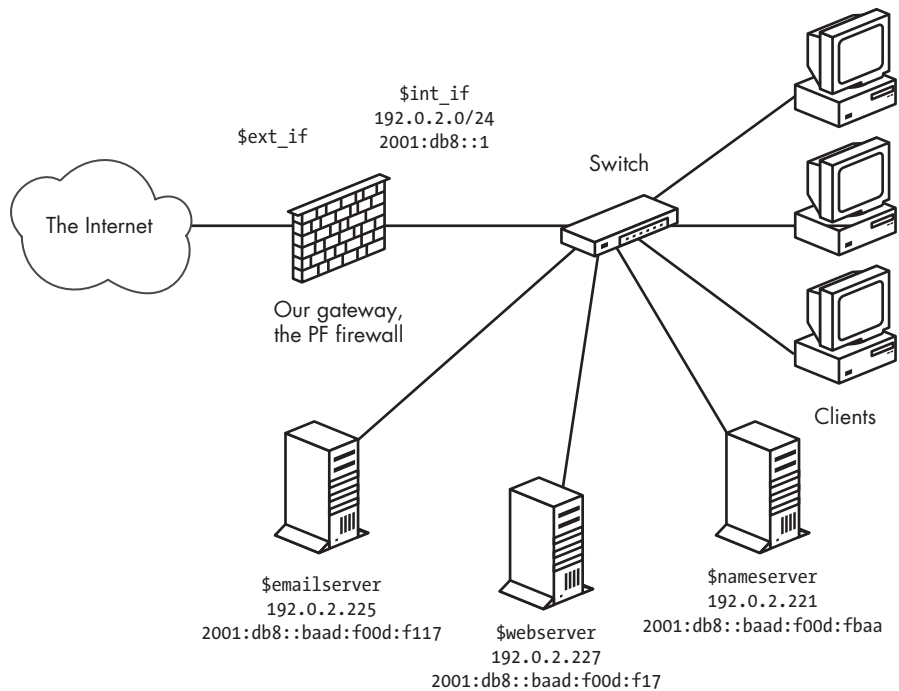 $int_if
192.0.2.0/24
2001:db8::1
$ext_if
Switch
The Internet
Our gateway,
the PF firewall
Clients
$emailserver
192.0.2.225
2001:db8::baad:f00d:f117
$webserver
192.0.2.227
2001:db8::baad:f00d:f17
$nameserver
192.0.2.221
2001:db8::baad:f00d:fbaa